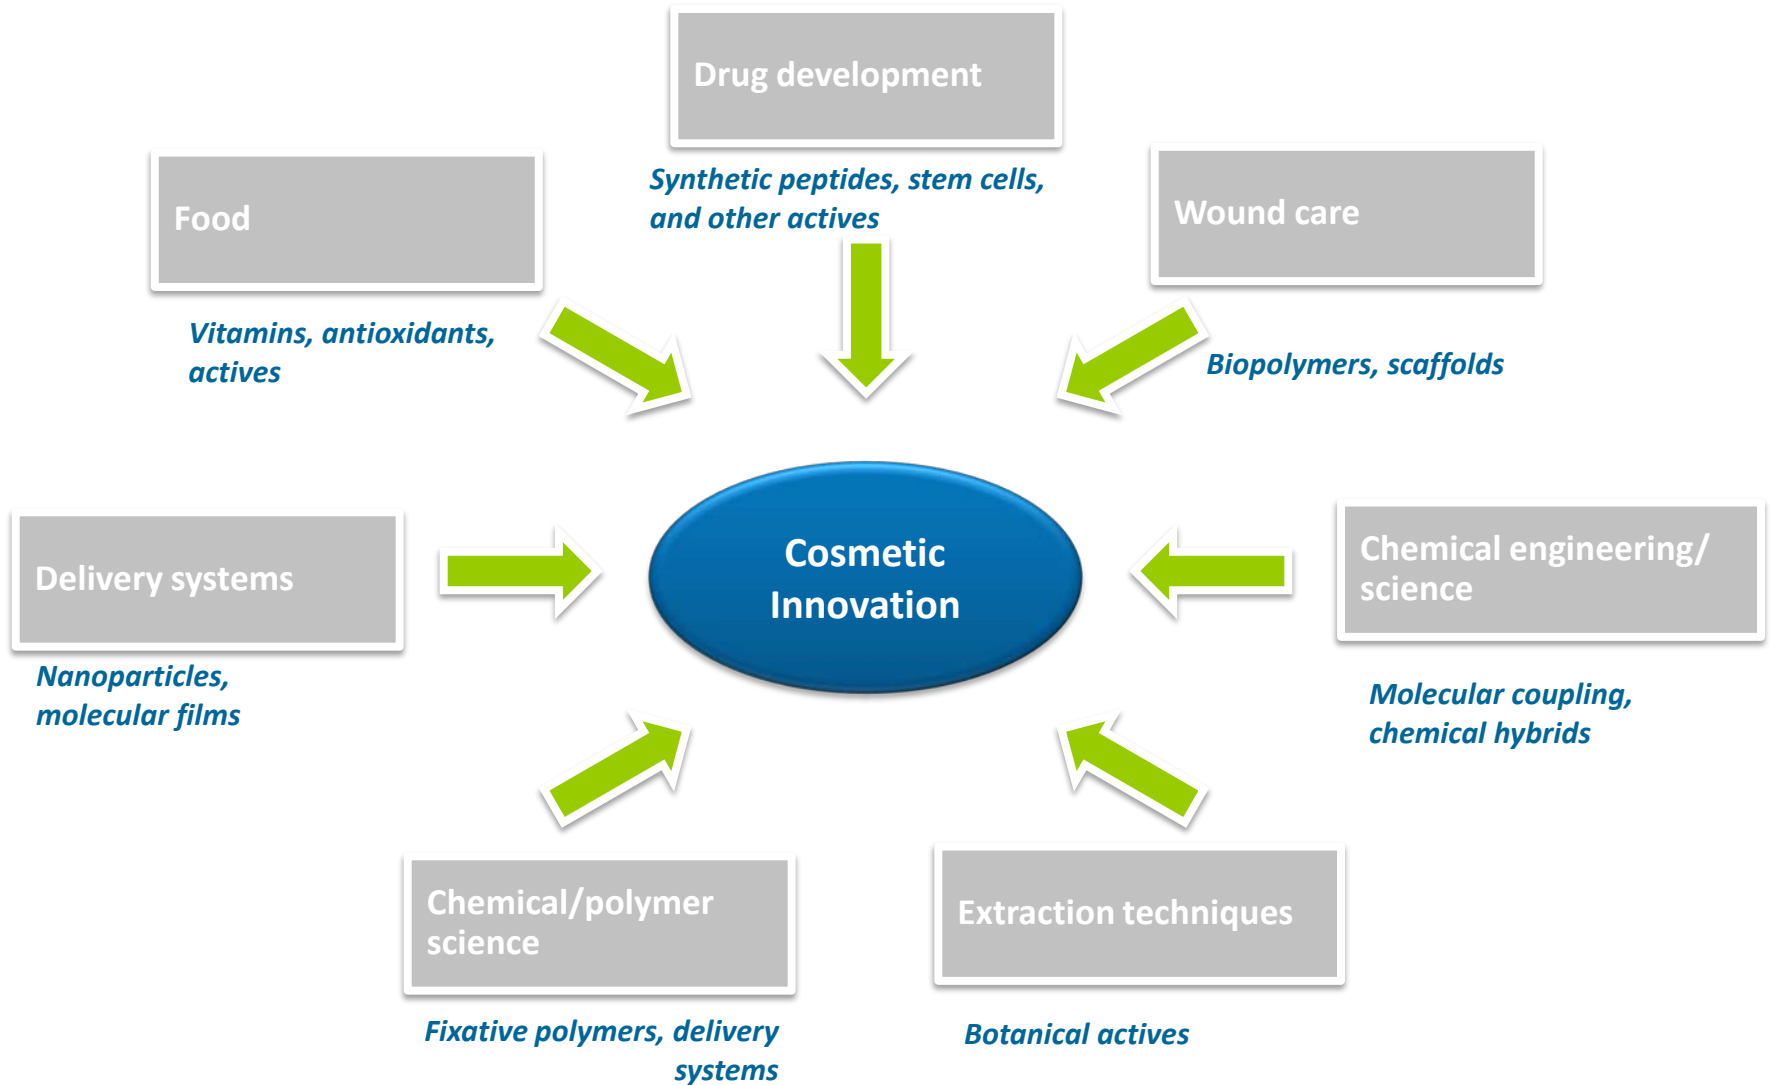 Drug development
Synthetic peptides, stem cells,
and other actives
Food
Vitamins, antioxidants,
actives
Wound care
Biopolymers, scaffolds
Delivery systems
Nanoparticles,
molecular films
Cosmetic
Innovation
Chemical engineering/
science
Molecular coupling,
chemical hybrids
Chemical/polymer
science
Fixative polymers, delivery
systems
Extraction techniques
Botanical actives